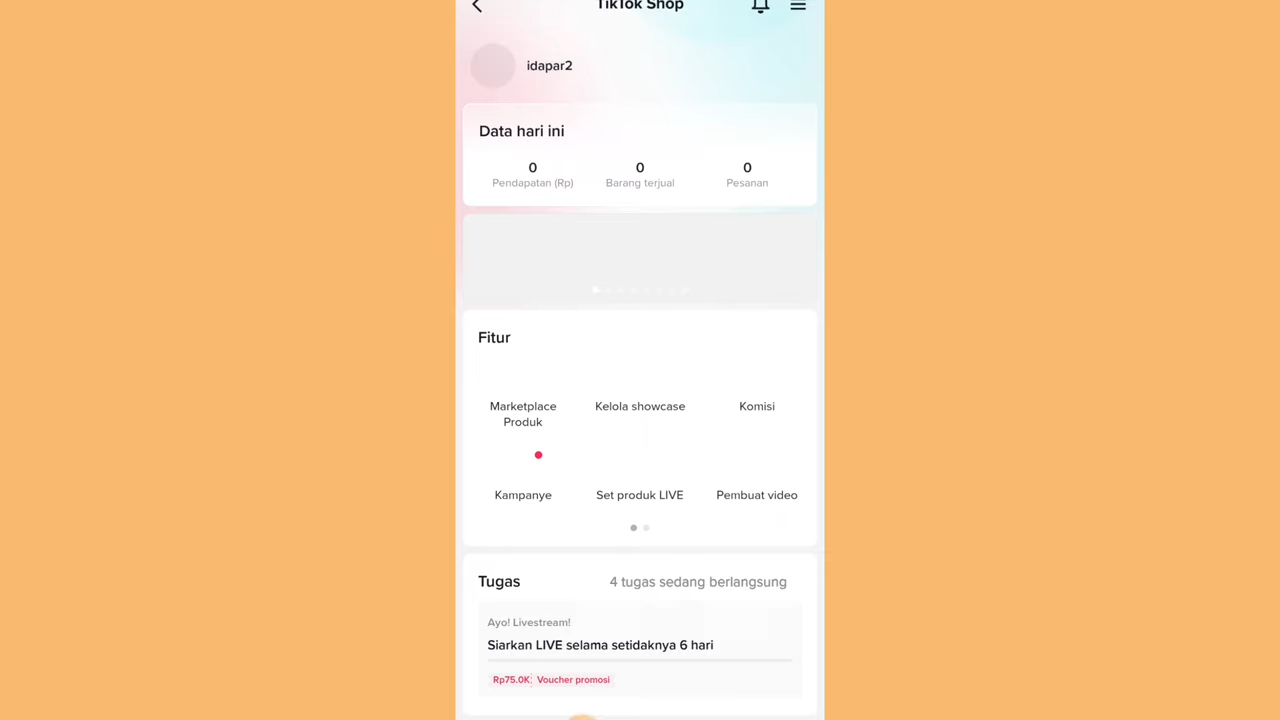 TikTok Shop
idapar2
Data hari ini
0
0
0
Pendapatan (Rp)
Barang terjual
Pesanan
Fitur
Marketplace
Produk
Kelola showcase
Komisi
Kampanye
Set produk LIVE
Pembuat video
Tugas
4 tugas sedang berlangsung
Ayo! Livestream!
Siarkan LIVE selama setidaknya 6 hari
Rp75.0K
Voucher promosi